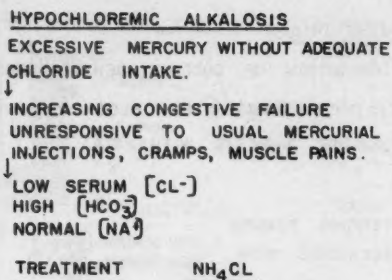 HYPOCHLOREMIC ALKALOSIS
EXCESSIVE MERCURY WITHOUT ADEQUATE
CHLORIDE INTAKE.
↓
INCREASING CONGESTIVE FAILURE
UNRESPONSIVE TO USUAL MERCURIAL
INJECTIONS, CRAMPS, MUSCLE PAINS.
↓
LOW SERUM [CL-]
HIGH [HCO3̄]
NORMAL [NA+]
TREATMENT NH4CL